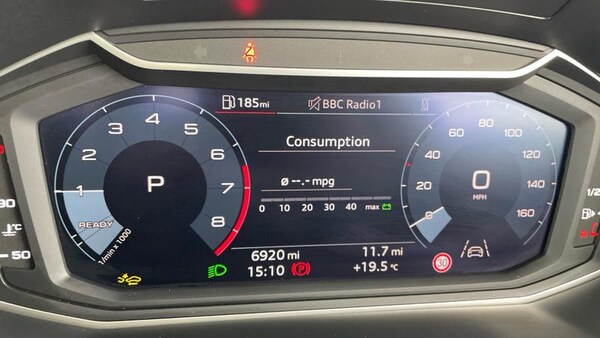 185mi
BBC Radio1
Consumption
ø --.- mpg
0 10 20 30 40 max
6920 mi
11.7 mi
15:10
+19.5 °C
P
1 2 3 4 5 6 7 8
READY
1/min x 1000
0
MPH
0 20 40 60 80 100 120 140 160
30
(P)
90
°C
50
1/2